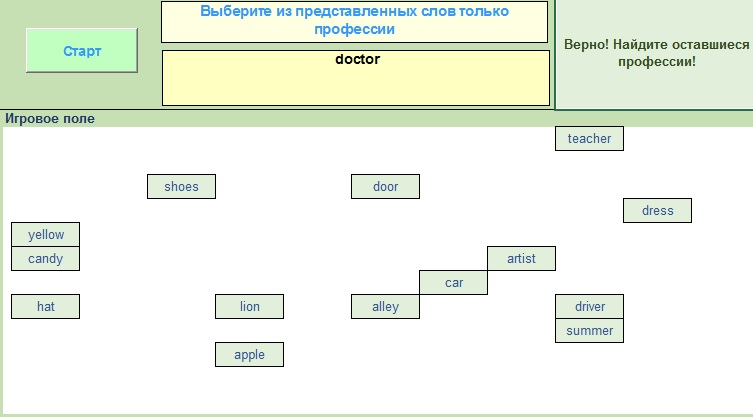 Старт
Выберите из представленных слов только
профессии
doctor
Верно! Найдите оставшиеся
профессии!
Игровое поле
teacher
shoes
door
dress
yellow
candy
artist
car
hat
lion
alley
driver
summer
apple